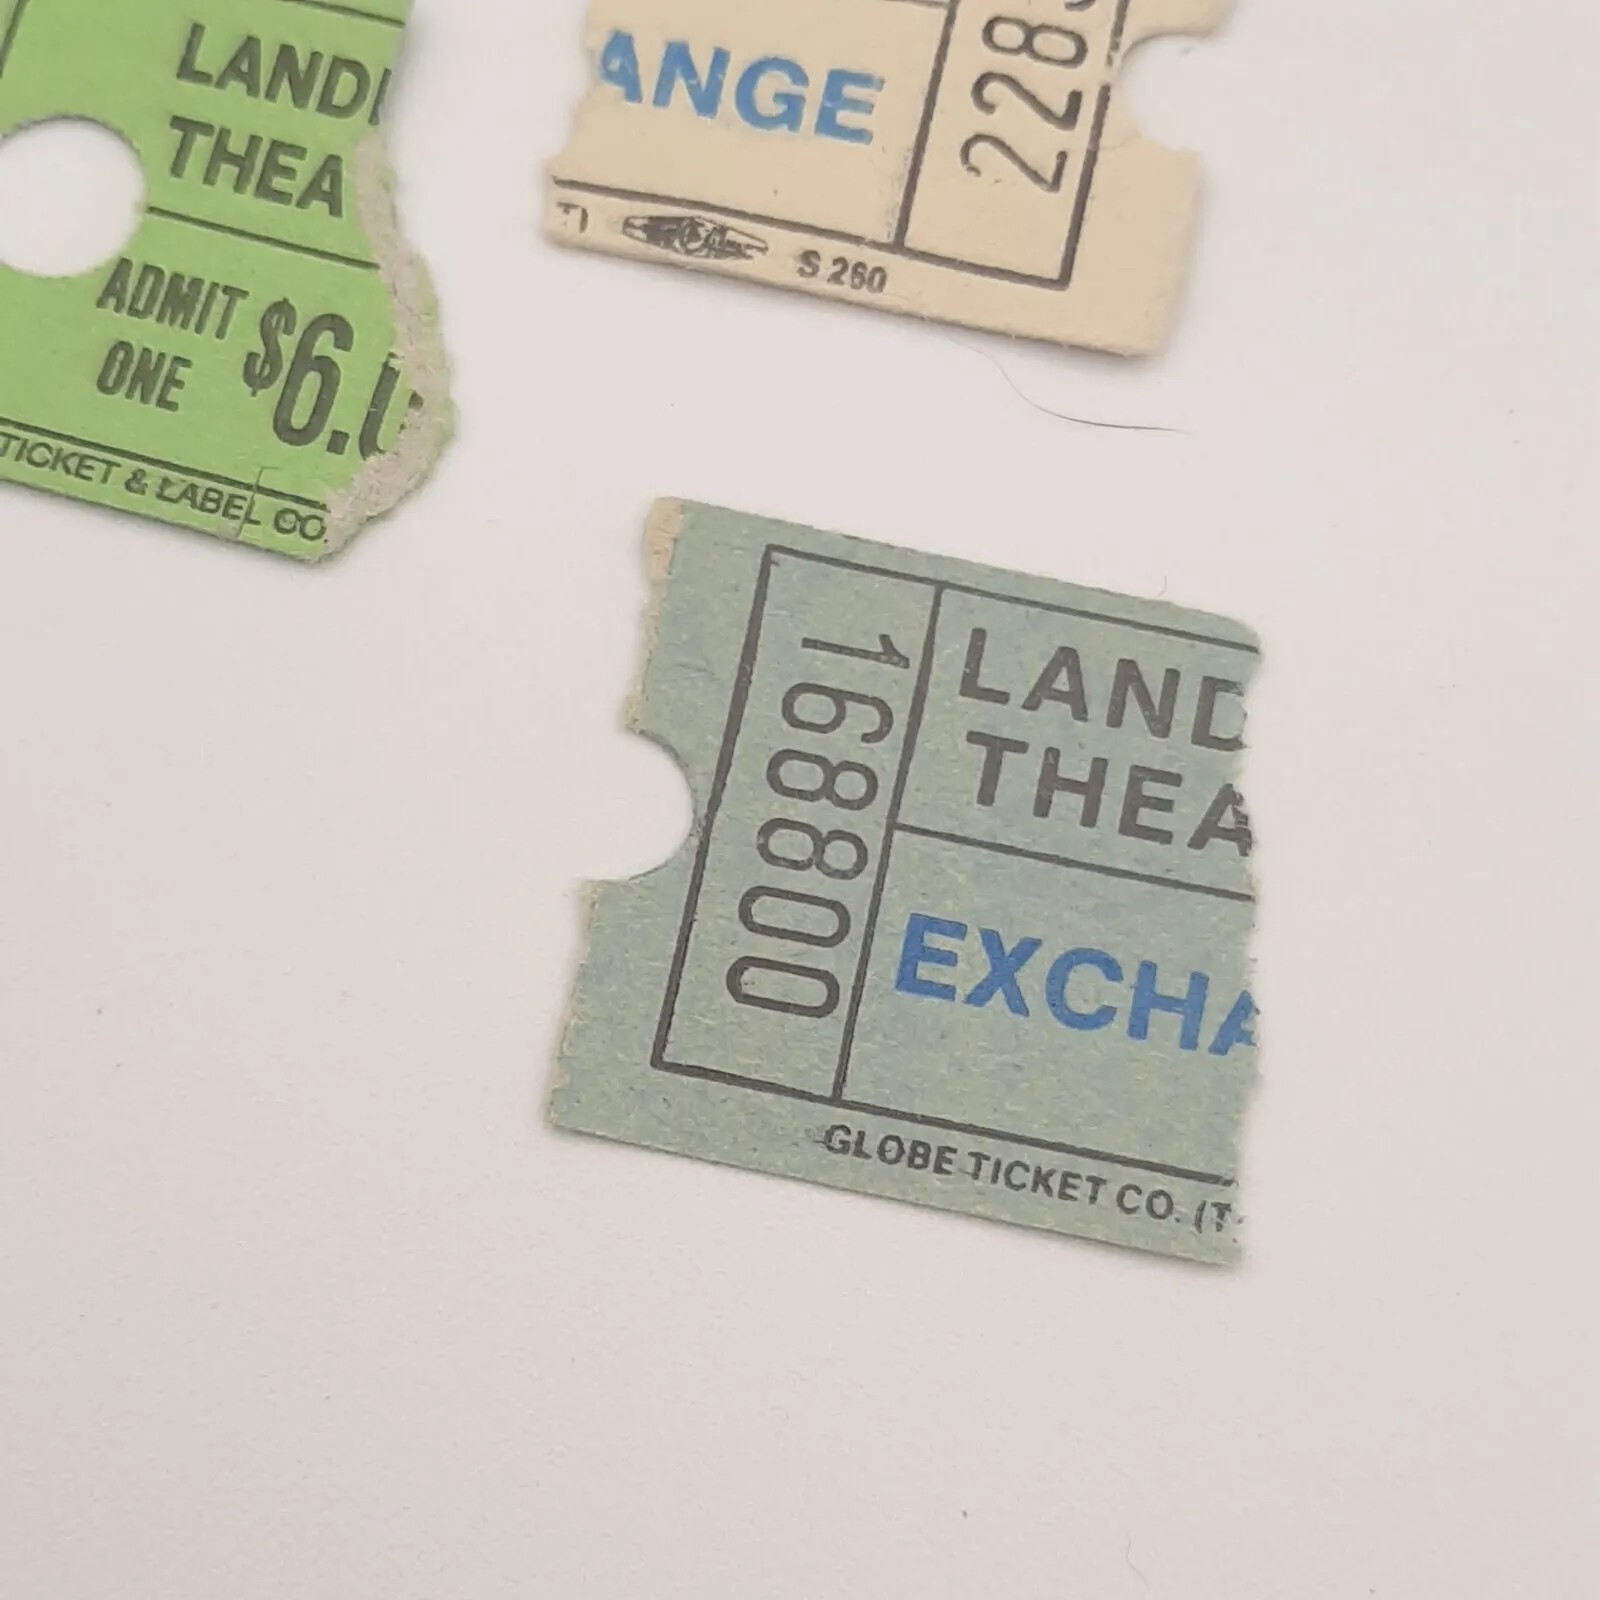 LAND
THEA
ADMIT
ONE
$6.
TICKET & LABEL CO.
ANGE
S 260
228
168800
LAND
THEA
EXCHA
GLOBE TICKET CO. (T